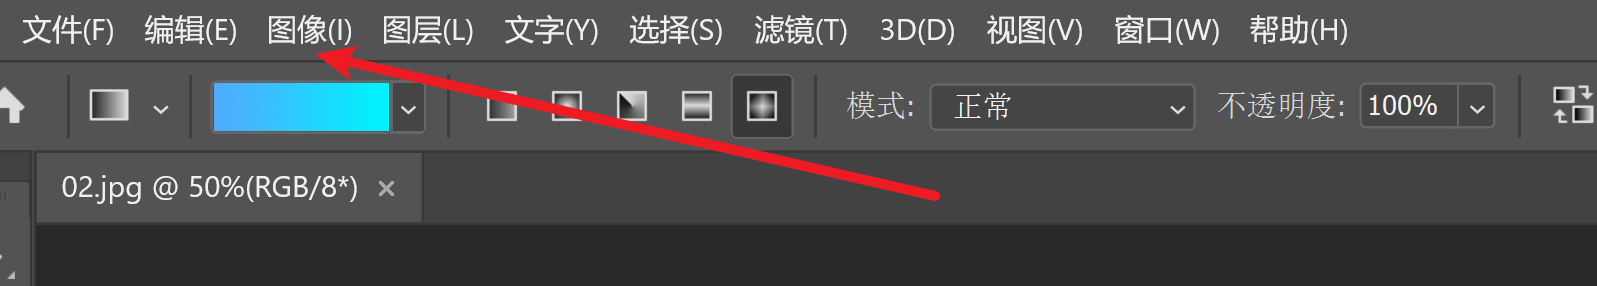 文件(F) 编辑(E) 图像(I) 图层(L) 文字(Y) 选择(S) 滤镜(T) 3D(D) 视图(V) 窗口(W) 帮助(H)
模式: 正常 不透明度: 100%
02.jpg @ 50%(RGB/8*) ×